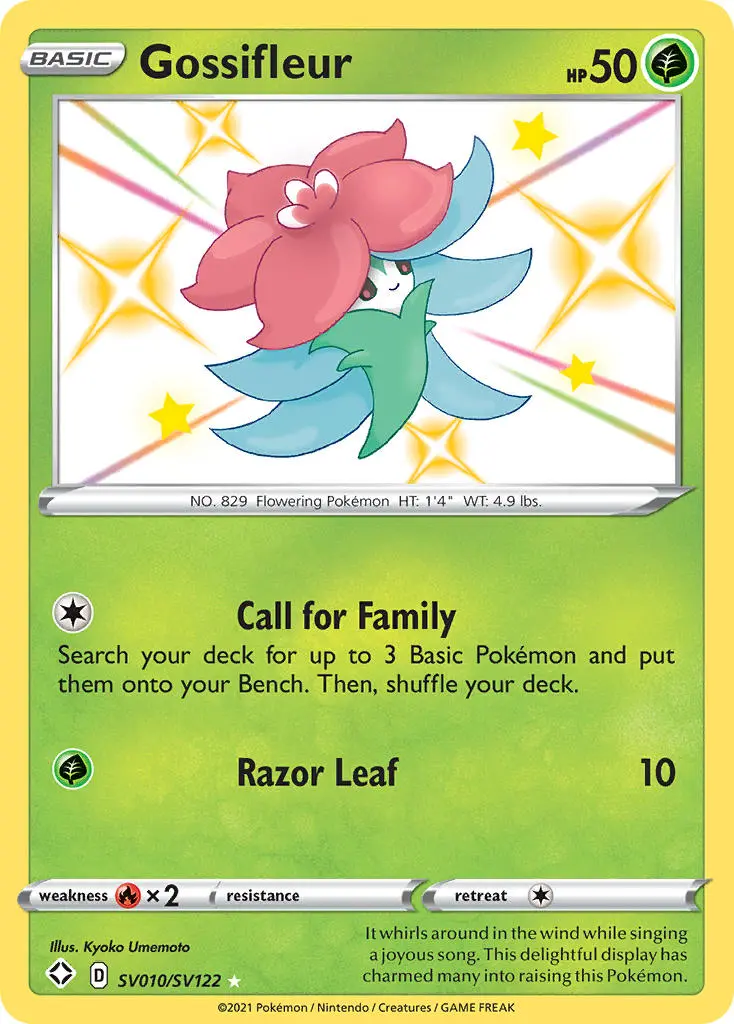 BASIC Gossifleur HP50
NO. 829 Flowering Pokémon HT: 1'4" WT: 4.9 lbs.
Call for Family
Search your deck for up to 3 Basic Pokémon and put
them onto your Bench. Then, shuffle your deck.
Razor Leaf 10
weakness ×2 resistance retreat
It whirls around in the wind while singing
a joyous song. This delightful display has
charmed many into raising this Pokémon.
Illus. Kyoko Umemoto
D SV010/SV122
©2021 Pokémon / Nintendo / Creatures / GAME FREAK